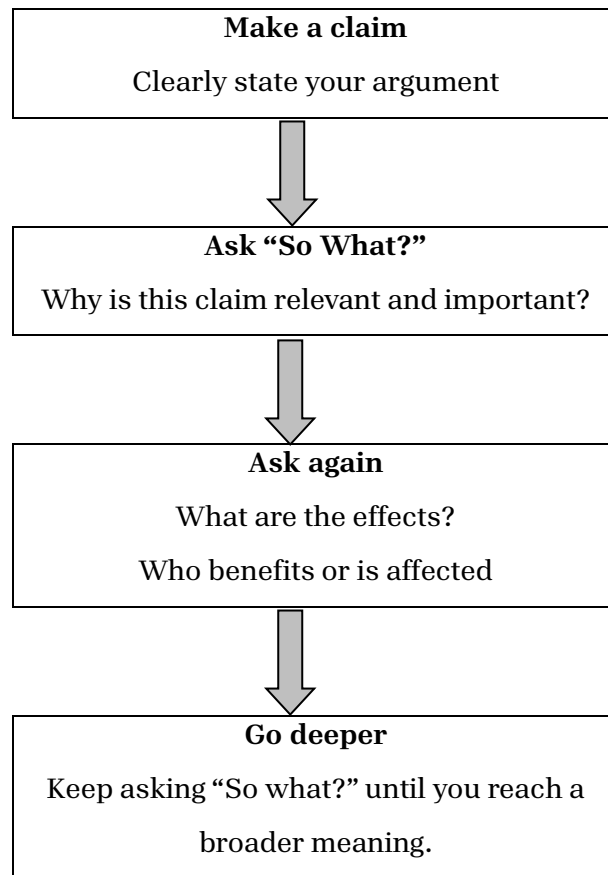 Make a claim
Clearly state your argument
Ask “So What?”
Why is this claim relevant and important?
Ask again
What are the effects?
Who benefits or is affected
Go deeper
Keep asking “So what?” until you reach a
broader meaning.